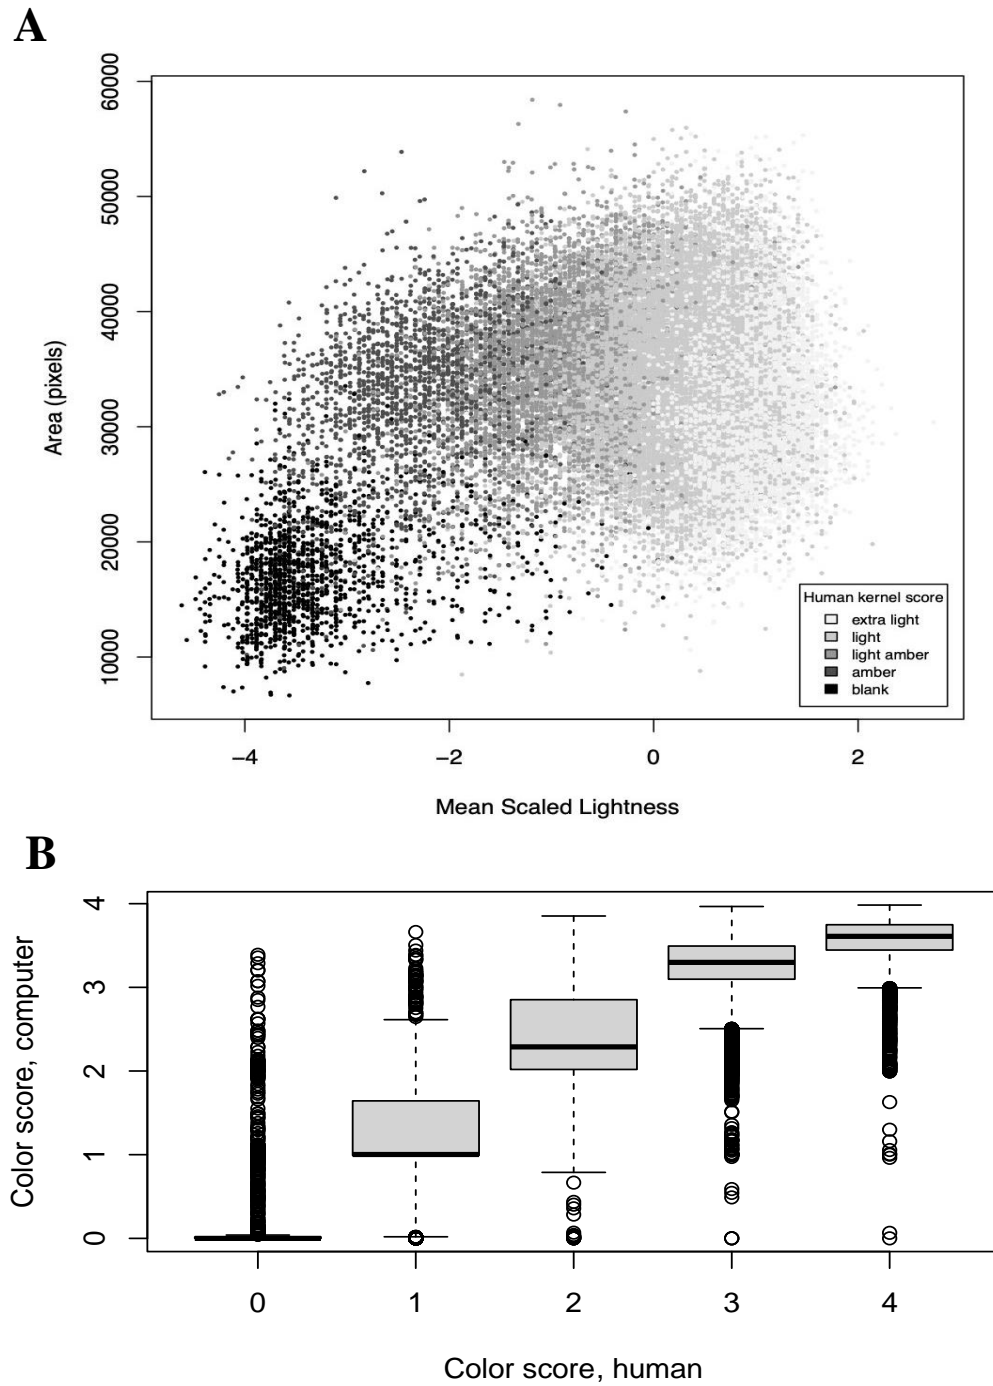 A
60000
50000
40000
30000
20000
10000
Area (pixels)
Human kernel score
extra light
light
light amber
amber
blank
−4 −2 0 2
Mean Scaled Lightness
B
4
3
2
1
0
Color score, computer
0 1 2 3 4
Color score, human